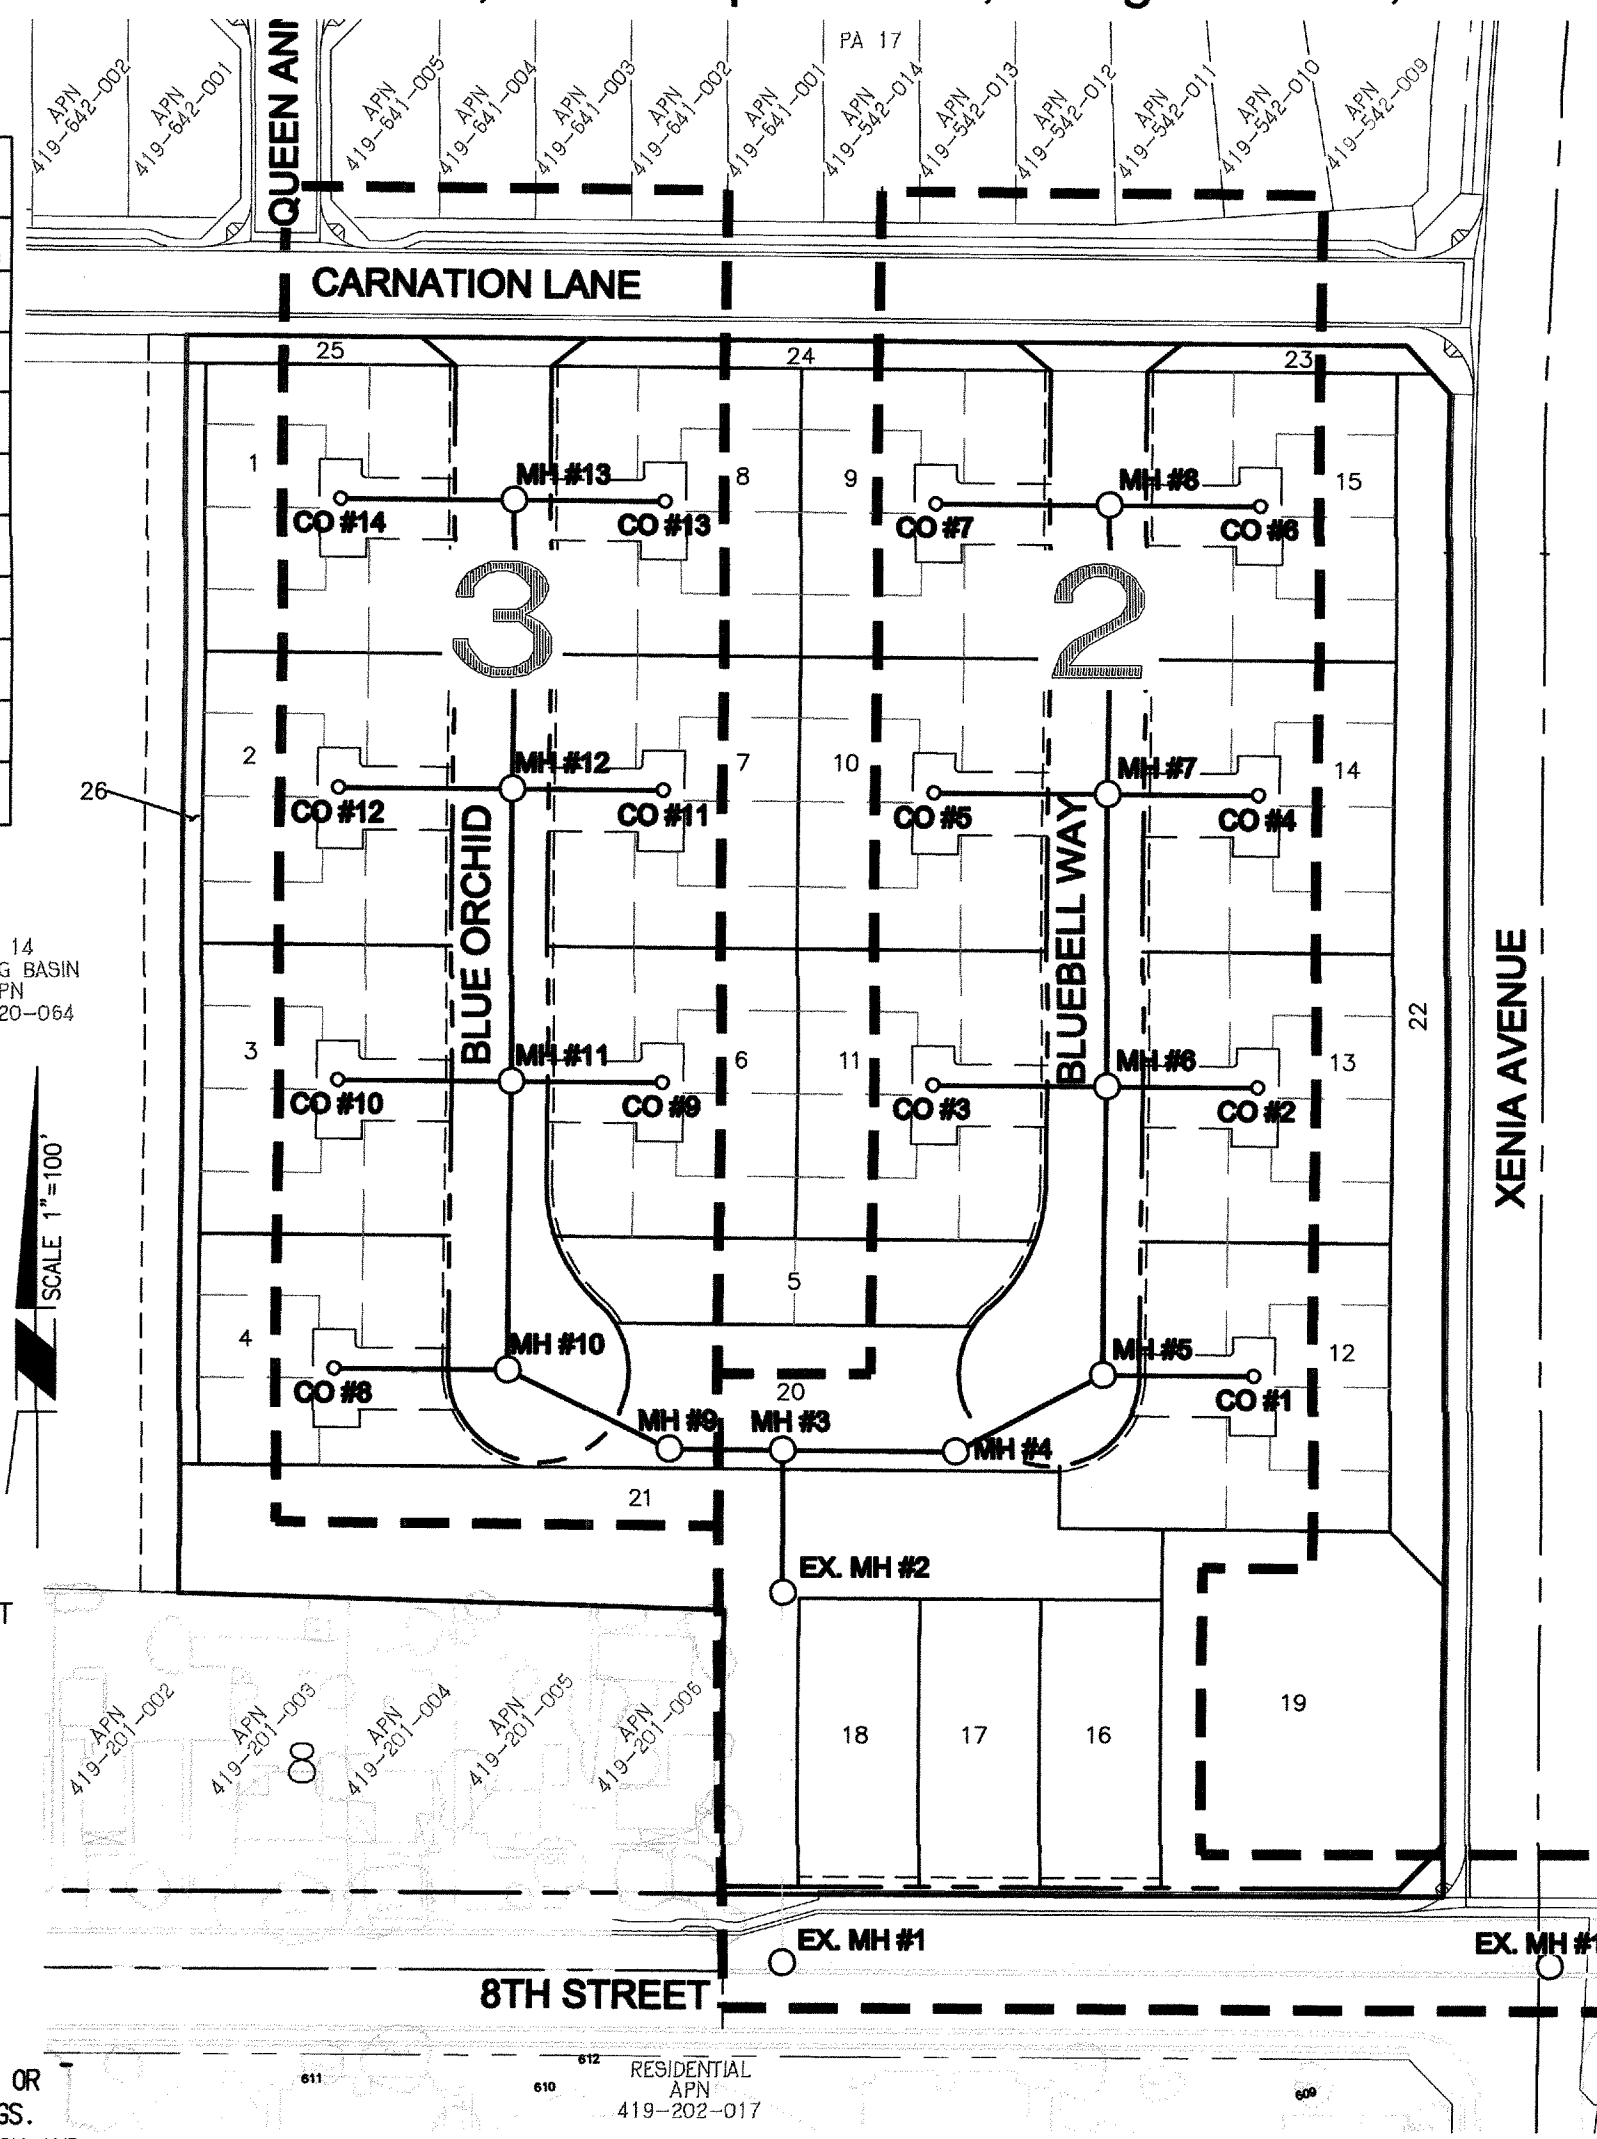 PA 17
APN
419-642-002
APN
419-642-001
QUEEN ANN
APN
419-641-005
APN
419-641-004
APN
419-641-003
APN
419-641-002
APN
419-641-001
APN
419-542-014
APN
419-542-013
APN
419-542-012
APN
419-542-011
APN
419-542-010
APN
419-542-009
CARNATION LANE
25
24
23
1
8
9
15
MH #13
MH #8
CO #14
CO #13
CO #7
CO #6
3
2
2
7
10
14
MH #12
MH #7
CO #12
CO #11
CO #5
CO #4
26
BLUE ORCHID
BLUEBELL WAY
XENIA AVENUE
14
G BASIN
PN
20-064
22
3
6
11
13
MH #11
MH #6
CO #10
CO #9
CO #3
CO #2
SCALE 1"=100'
5
4
12
MH #10
MH #5
CO #8
CO #1
20
MH #9
MH #3
MH #4
21
EX. MH #2
T
18
17
16
19
APN
419-201-002
APN
419-201-003
8
APN
419-201-004
APN
419-201-005
APN
419-201-006
EX. MH #1
EX. MH #1
8TH STREET
OR
GS.
611
612
610
609
RESIDENTIAL
APN
419-202-017